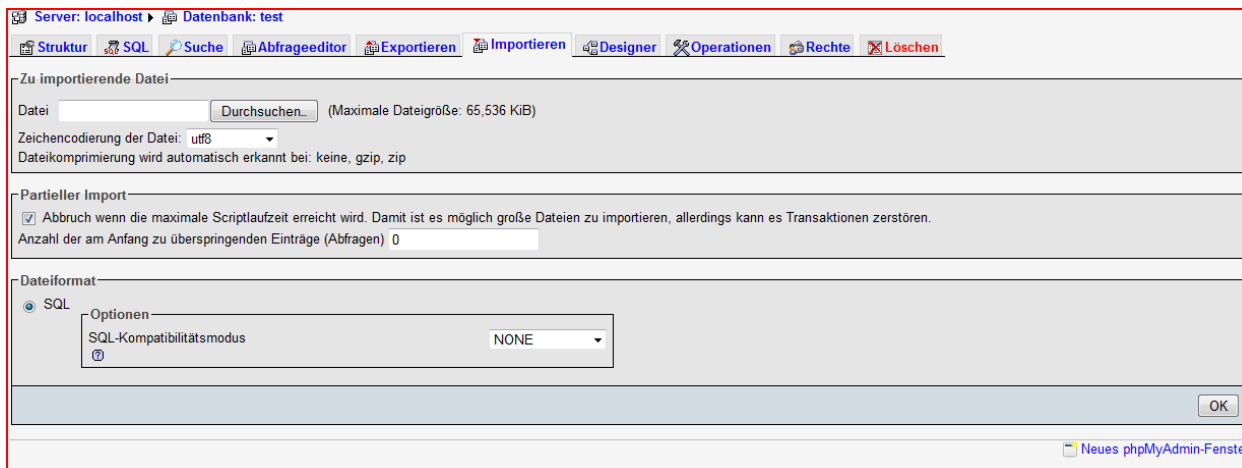 Server: localhost Datenbank: test
Struktur SQL Suche Abfrageeditor Exportieren Importieren Designer Operationen Rechte Löschen
Zu importierende Datei
Datei Durchsuchen... (Maximale Dateigröße: 65,536 KiB)
Zeichencodierung der Datei: utf8
Dateikomprimierung wird automatisch erkannt bei: keine, gzip, zip
Partieller Import
Abbruch wenn die maximale Scriptlaufzeit erreicht wird. Damit ist es möglich große Dateien zu importieren, allerdings kann es Transaktionen zerstören.
Anzahl der am Anfang zu überspringenden Einträge (Abfragen) 0
Dateiformat
SQL
Optionen
SQL-Kompatibilitätsmodus NONE
OK
Neues phpMyAdmin-Fenste